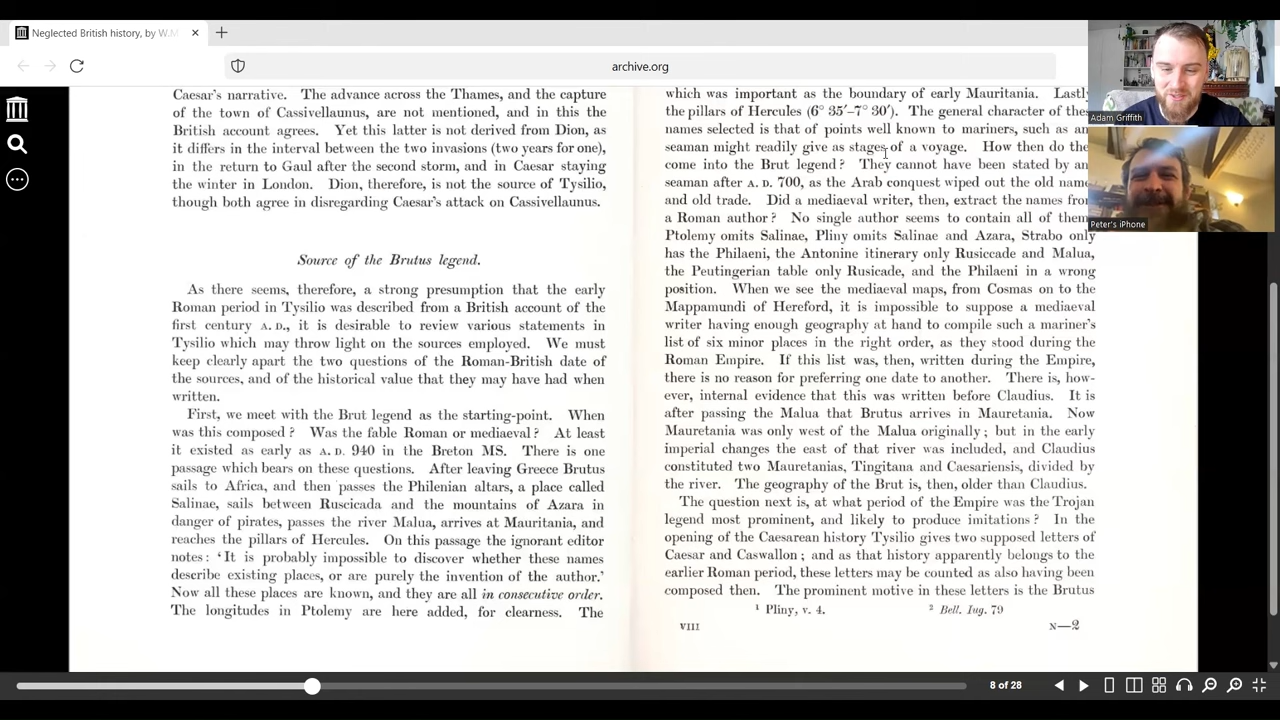 Neglected British history, by W.M
archive.org
Caesar's narrative. The advance across the Thames, and the capture
of the town of Cassivellaunus, are not mentioned, and in this the
British account agrees. Yet this latter is not derived from Dion, as
it differs in the interval between the two invasions (two years for one),
in the return to Gaul after the second storm, and in Caesar staying
the winter in London. Dion, therefore, is not the source of Tysilio,
though both agree in disregarding Caesar's attack on Cassivellaunus.
Source of the Brutus legend.
As there seems, therefore, a strong presumption that the early
Roman period in Tysilio was described from a British account of the
first century A. D., it is desirable to review various statements in
Tysilio which may throw light on the sources employed. We must
keep clearly apart the two questions of the Roman-British date of
the sources, and of the historical value that they may have had when
written.
First, we meet with the Brut legend as the starting-point. When
was this composed? Was the fable Roman or mediaeval? At least
it existed as early as A. D. 940 in the Breton MS. There is one
passage which bears on these questions. After leaving Greece Brutus
sails to Africa, and then passes the Philenian altars, a place called
Salinae, sails between Ruscicada and the mountains of Azara in
danger of pirates, passes the river Malua, arrives at Mauritania, and
reaches the pillars of Hercules. On this passage the ignorant editor
notes: 'It is probably impossible to discover whether these names
describe existing places, or are purely the invention of the author.'
Now all these places are known, and they are all in consecutive order.
The longitudes in Ptolemy are here added, for clearness. The
which was important as the boundary of early Mauritania. Lastly
the pillars of Hercules (6° 35′–7° 30′). The general character of thes
names selected is that of points well known to mariners, such as an
seaman might readily give as stages of a voyage. How then do the
come into the Brut legend? They cannot have been stated by an
seaman after A. D. 700, as the Arab conquest wiped out the old name
and old trade. Did a mediaeval writer, then, extract the names from
a Roman author? No single author seems to contain all of them
Ptolemy omits Salinae, Pliny omits Salinae and Azara, Strabo only
has the Philaeni, the Antonine itinerary only Rusiccade and Malua,
the Peutingerian table only Rusicade, and the Philaeni in a wrong
position. When we see the mediaeval maps, from Cosmas on to the
Mappamundi of Hereford, it is impossible to suppose a mediaeval
writer having enough geography at hand to compile such a mariner's
list of six minor places in the right order, as they stood during the
Roman Empire. If this list was, then, written during the Empire,
there is no reason for preferring one date to another. There is, how-
ever, internal evidence that this was written before Claudius. It is
after passing the Malua that Brutus arrives in Mauretania. Now
Mauretania was only west of the Malua originally; but in the early
imperial changes the east of that river was included, and Claudius
constituted two Mauretanias, Tingitana and Caesariensis, divided by
the river. The geography of the Brut is, then, older than Claudius.
The question next is, at what period of the Empire was the Trojan
legend most prominent, and likely to produce imitations? In the
opening of the Caesarean history Tysilio gives two supposed letters of
Caesar and Caswallon; and as that history apparently belongs to the
earlier Roman period, these letters may be counted as also having been
composed then. The prominent motive in these letters is the Brutus
¹ Pliny, v. 4. ² Bell. Iug. 79
VIII N—2
Adam Griffith
Peter's iPhone
8 of 28